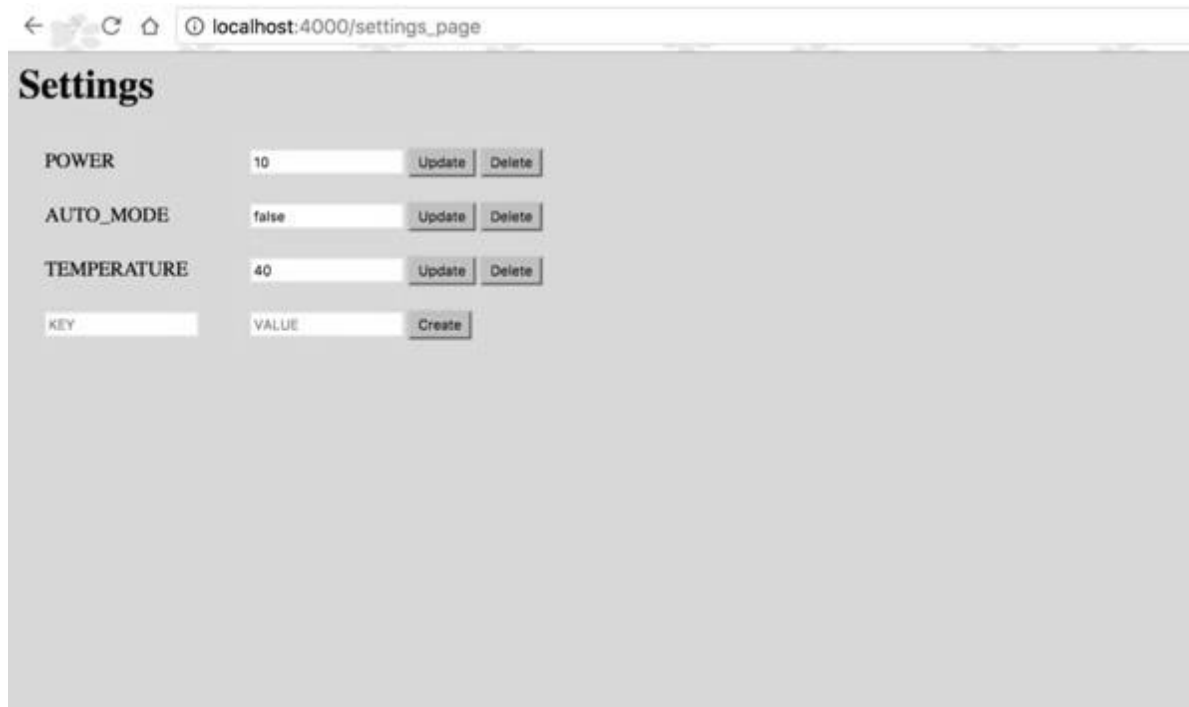 localhost:4000/settings_page
Settings
POWER 10 Update Delete
AUTO_MODE false Update Delete
TEMPERATURE 40 Update Delete
KEY VALUE Create